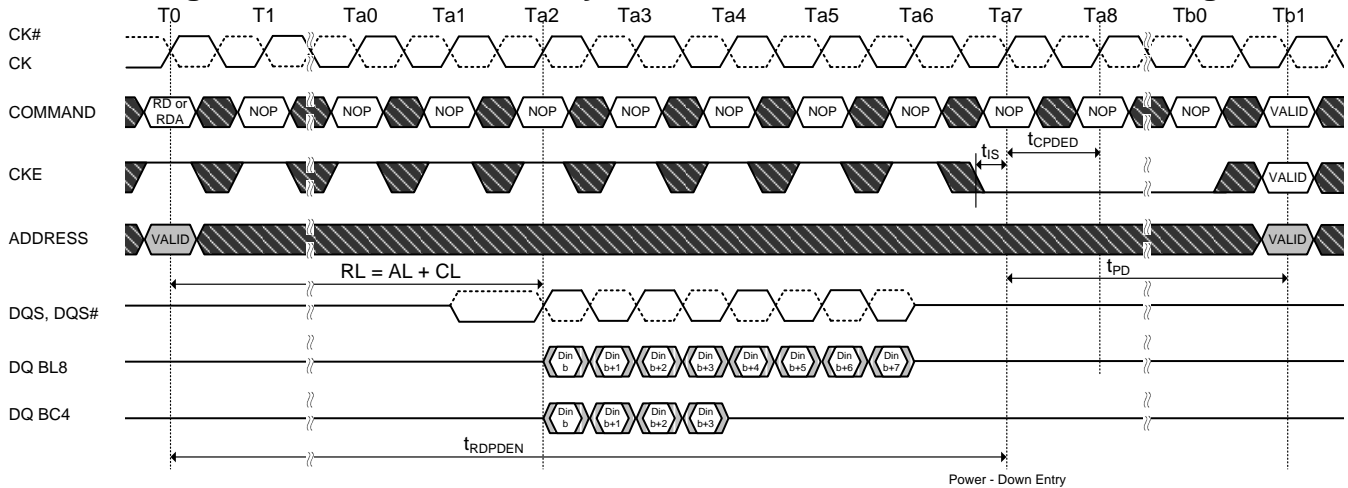 T0 T1 Ta0 Ta1 Ta2 Ta3 Ta4 Ta5 Ta6 Ta7 Ta8 Tb0 Tb1
CK#
CK
COMMAND RD or RDA NOP NOP NOP NOP NOP NOP NOP NOP NOP NOP NOP VALID
tIS tCPDED
CKE VALID
ADDRESS VALID VALID
RL = AL + CL tPD
DQS, DQS#
DQ BL8 Din b Din b+1 Din b+2 Din b+3 Din b+4 Din b+5 Din b+6 Din b+7
DQ BC4 Din b Din b+1 Din b+2 Din b+3
tRDPDEN
Power - Down Entry